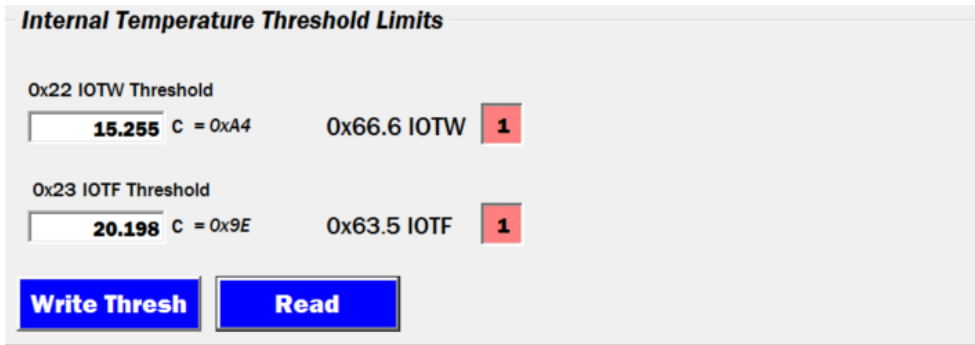 Internal Temperature Threshold Limits
0x22 IOTW Threshold
15.255 C = 0xA4 0x66.6 IOTW 1
0x23 IOTF Threshold
20.198 C = 0x9E 0x63.5 IOTF 1
Write Thresh Read